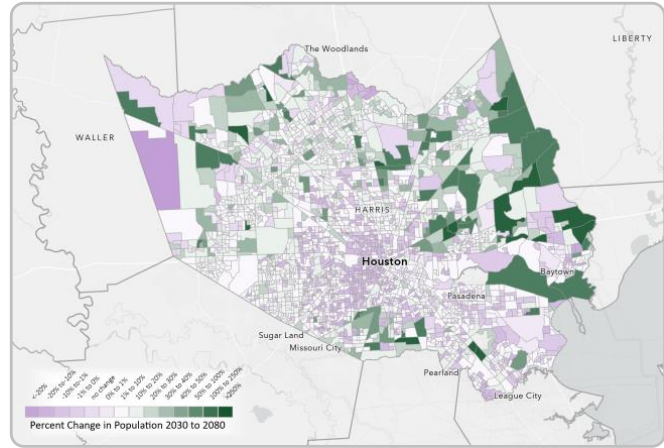 The Woodlands
LIBERTY
WALLER
HARRIS
Houston
Baytown
Pasadena
Sugar Land
Missouri City
Pearland
League City
<-20%
-20% to -10%
-10% to -1%
-1% to 0%
no change
0% to 1%
1% to 10%
10% to 20%
20% to 30%
30% to 40%
40% to 50%
50% to 100%
100% to 250%
>250%
Percent Change in Population 2030 to 2080